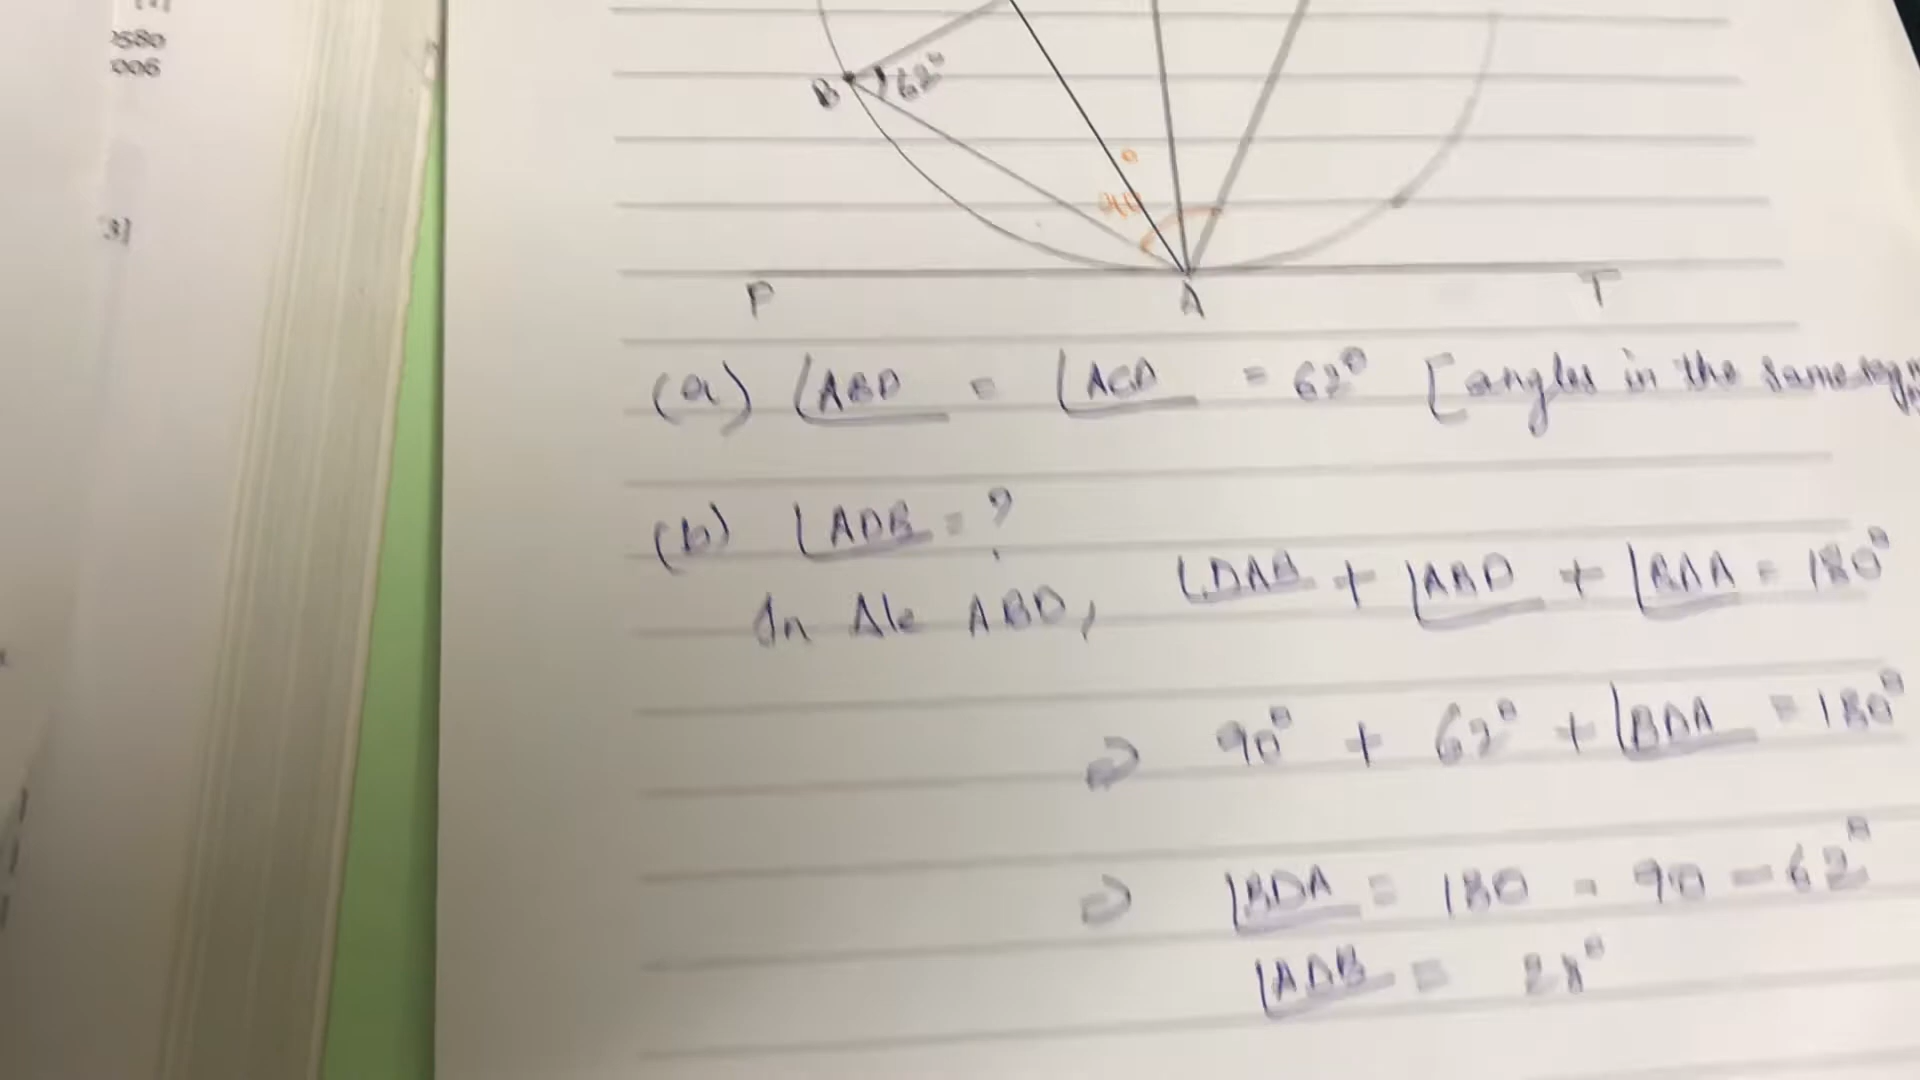 580
006
3]
B 62°
90°
P A T
(a) ∠ABD = ∠ACD = 62° [angles in the same
(b) ∠ADB = ?
In Δle ABD, ∠DAB + ∠ABD + ∠BDA = 180°
⇒ 90° + 62° + ∠BDA = 180°
⇒ ∠BDA = 180 - 90 - 62°
∠ADB = 28°